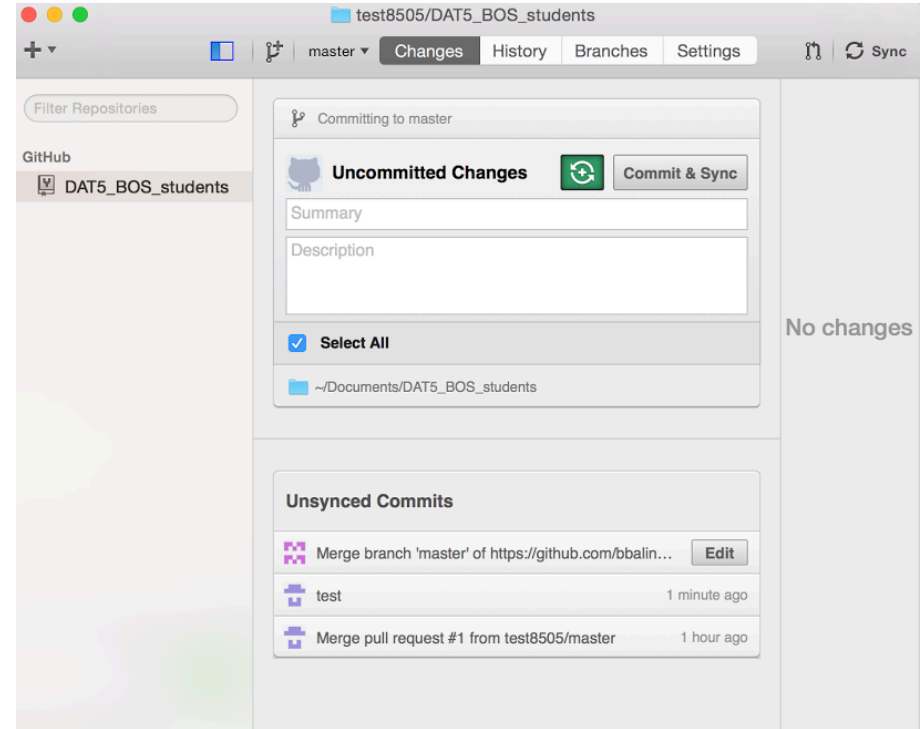 test8505/DAT5_BOS_students
master Changes History Branches Settings Sync
Filter Repositories
GitHub
DAT5_BOS_students
Committing to master
Uncommitted Changes Commit & Sync
Summary
Description
Select All
~/Documents/DAT5_BOS_students
No changes
Unsynced Commits
Merge branch 'master' of https://github.com/bbalin... Edit
test 1 minute ago
Merge pull request #1 from test8505/master 1 hour ago